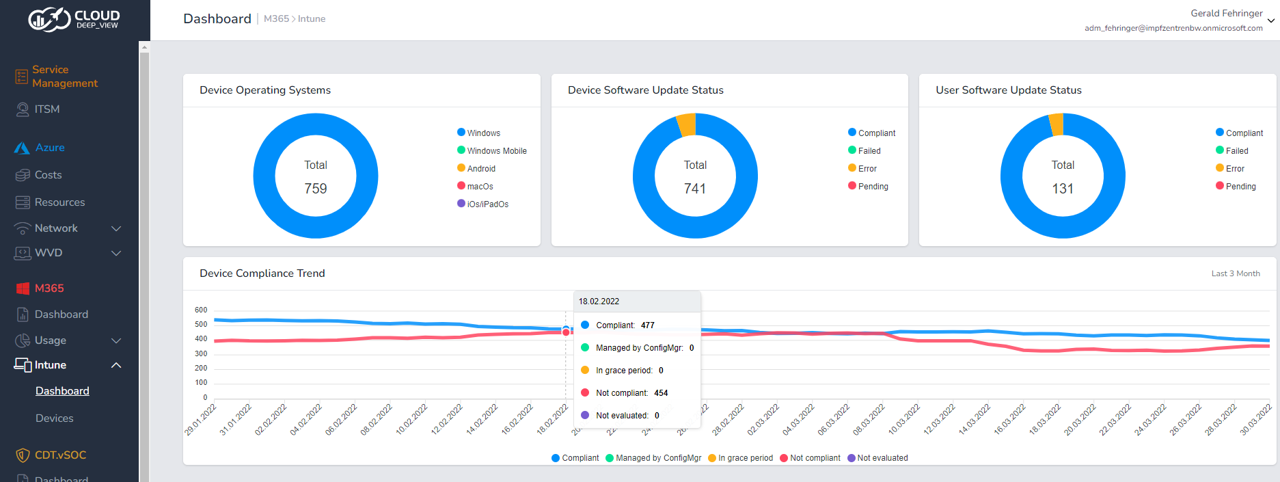 CLOUD
DEEP_VIEW
Dashboard | M365 > Intune
Gerald Fehringer
adm_fehringer@impfzentrenbw.onmicrosoft.com
Service
Management
ITSM
Azure
Costs
Resources
Network
WVD
M365
Dashboard
Usage
Intune
Dashboard
Devices
CDT.vSOC
Dashboard
Device Operating Systems
Total
759
Windows
Windows Mobile
Android
macOs
iOs/iPadOs
Device Software Update Status
Total
741
Compliant
Failed
Error
Pending
User Software Update Status
Total
131
Compliant
Failed
Error
Pending
Device Compliance Trend
Last 3 Month
600
500
400
300
200
100
0
18.02.2022
Compliant: 477
Managed by ConfigMgr: 0
In grace period: 0
Not compliant: 454
Not evaluated: 0
29.01.2022
31.01.2022
02.02.2022
04.02.2022
06.02.2022
08.02.2022
10.02.2022
12.02.2022
14.02.2022
16.02.2022
18.02.2022
28.02.2022
02.03.2022
04.03.2022
06.03.2022
08.03.2022
10.03.2022
12.03.2022
14.03.2022
16.03.2022
18.03.2022
20.03.2022
22.03.2022
24.03.2022
26.03.2022
28.03.2022
30.03.2022
Compliant Managed by ConfigMgr In grace period Not compliant Not evaluated